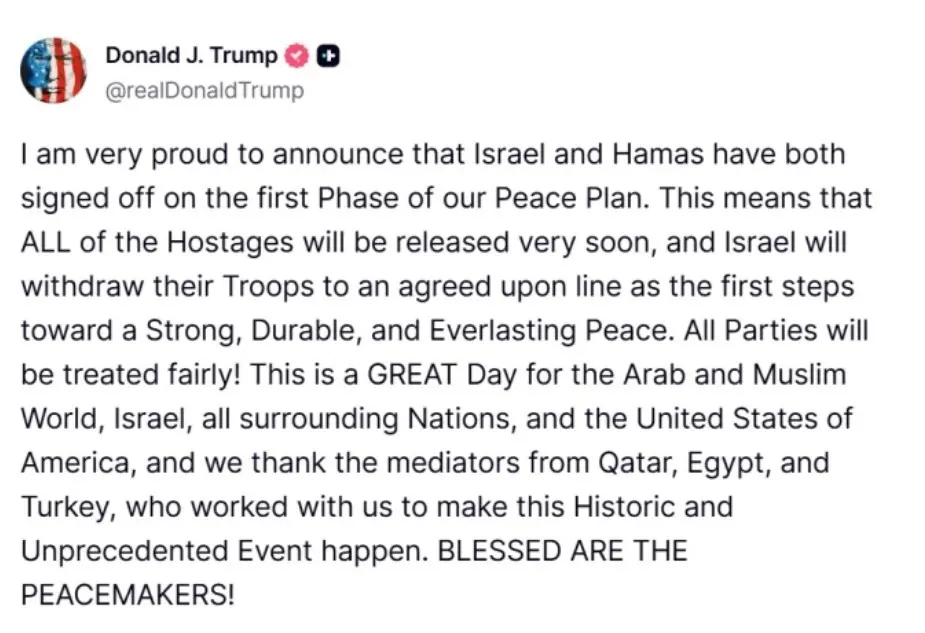 Donald J. Trump
@realDonaldTrump
I am very proud to announce that Israel and Hamas have both
signed off on the first Phase of our Peace Plan. This means that
ALL of the Hostages will be released very soon, and Israel will
withdraw their Troops to an agreed upon line as the first steps
toward a Strong, Durable, and Everlasting Peace. All Parties will
be treated fairly! This is a GREAT Day for the Arab and Muslim
World, Israel, all surrounding Nations, and the United States of
America, and we thank the mediators from Qatar, Egypt, and
Turkey, who worked with us to make this Historic and
Unprecedented Event happen. BLESSED ARE THE
PEACEMAKERS!